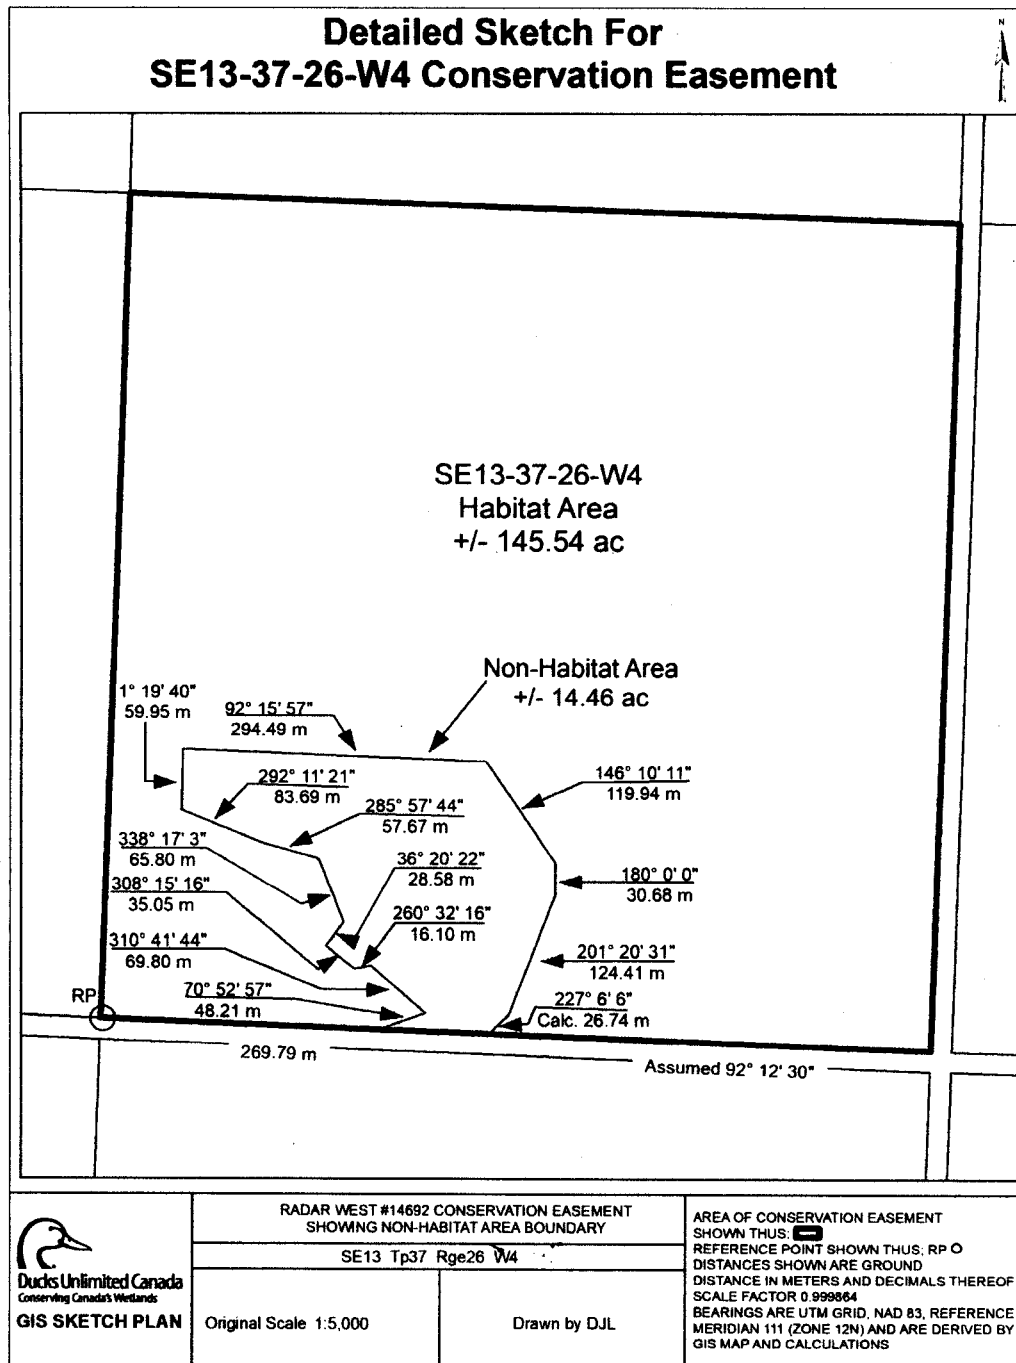 Detailed Sketch For
SE13-37-26-W4 Conservation Easement
N
SE13-37-26-W4
Habitat Area
+/- 145.54 ac
Non-Habitat Area
+/- 14.46 ac
1° 19' 40"
59.95 m
92° 15' 57"
294.49 m
292° 11' 21"
83.69 m
146° 10' 11"
119.94 m
285° 57' 44"
57.67 m
338° 17' 3"
65.80 m
36° 20' 22"
28.58 m
180° 0' 0"
30.68 m
308° 15' 16"
35.05 m
260° 32' 16"
16.10 m
310° 41' 44"
69.80 m
201° 20' 31"
124.41 m
70° 52' 57"
48.21 m
227° 6' 6"
Calc. 26.74 m
RP
269.79 m
Assumed 92° 12' 30"
Ducks Unlimited Canada
Conserving Canada's Wetlands
GIS SKETCH PLAN
RADAR WEST #14692 CONSERVATION EASEMENT
SHOWING NON-HABITAT AREA BOUNDARY
SE13 Tp37 Rge26 W4
Original Scale 1:5,000
Drawn by DJL
AREA OF CONSERVATION EASEMENT
SHOWN THUS:
REFERENCE POINT SHOWN THUS; RP
DISTANCES SHOWN ARE GROUND
DISTANCE IN METERS AND DECIMALS THEREOF
SCALE FACTOR 0.999864
BEARINGS ARE UTM GRID, NAD 83, REFERENCE
MERIDIAN 111 (ZONE 12N) AND ARE DERIVED BY
GIS MAP AND CALCULATIONS